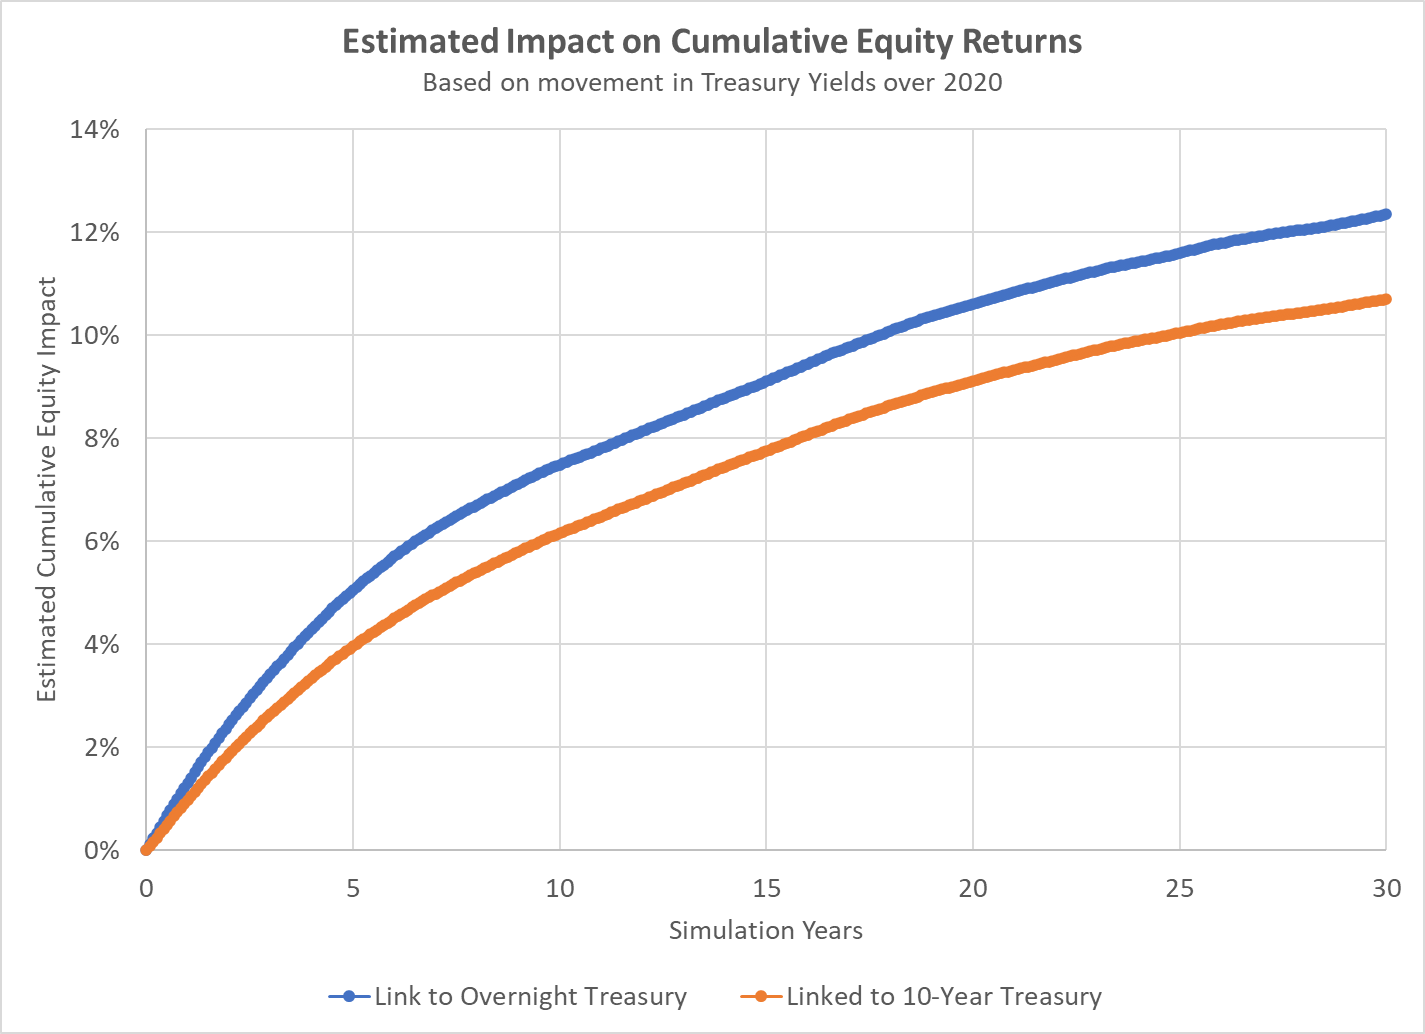 Estimated Impact on Cumulative Equity Returns
Based on movement in Treasury Yields over 2020
Estimated Cumulative Equity Impact
14%
12%
10%
8%
6%
4%
2%
0%
0 5 10 15 20 25 30
Simulation Years
Link to Overnight Treasury Linked to 10-Year Treasury